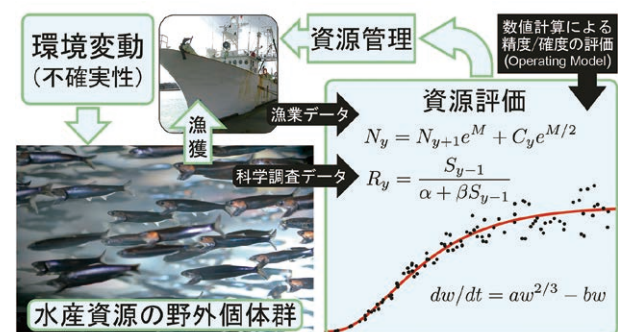 環境変動
(不確実性)
資源管理
数値計算による
精度/確度の評価
(Operating Model)
漁獲
漁業データ
科学調査データ
資源評価
N_y = N_{y+1}e^M + C_y e^{M/2}
R_y = S_{y-1} / (α + βS_{y-1})
dw/dt = aw^{2/3} − bw
水産資源の野外個体群